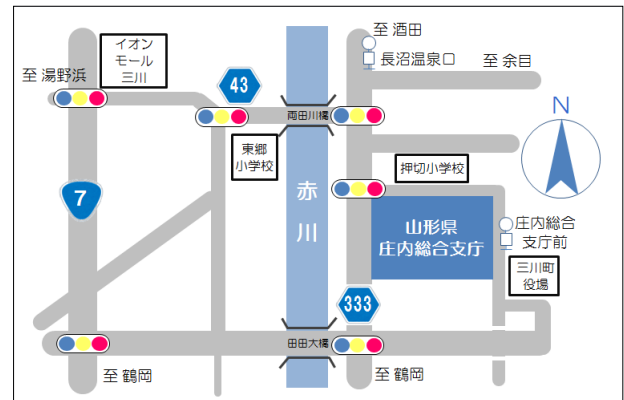 至 酒田
イオン
モール
三川
長沼温泉口
至 余目
至 湯野浜
43
N
両田川橋
東郷
小学校
押切小学校
赤
川
7
山形県
庄内総合支庁
庄内総合
支庁前
三川町
役場
333
田田大橋
至 鶴岡
至 鶴岡